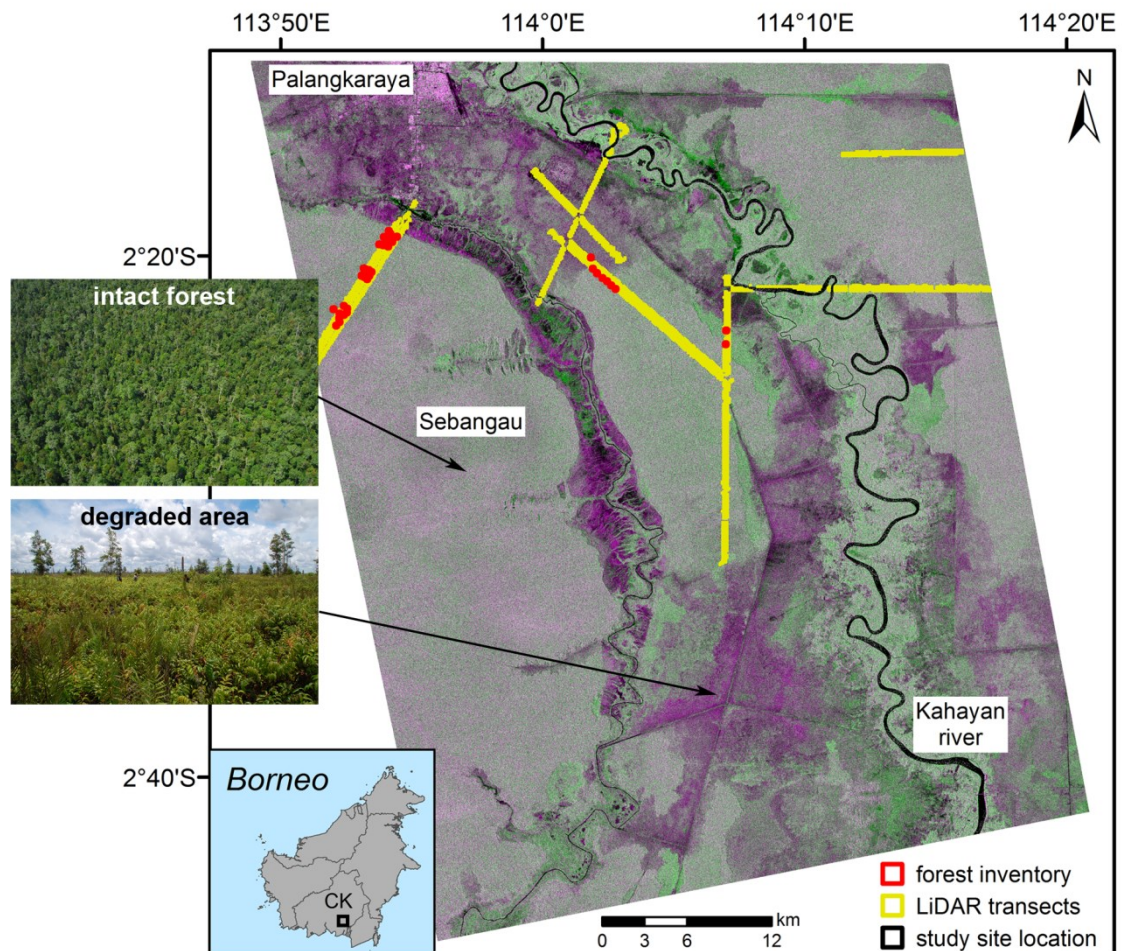 113°50'E 114°0'E 114°10'E 114°20'E
Palangkaraya
N
2°20'S
intact forest
Sebangau
degraded area
Kahayan
river
2°40'S
Borneo
CK
km
0 3 6 12
forest inventory
LiDAR transects
study site location